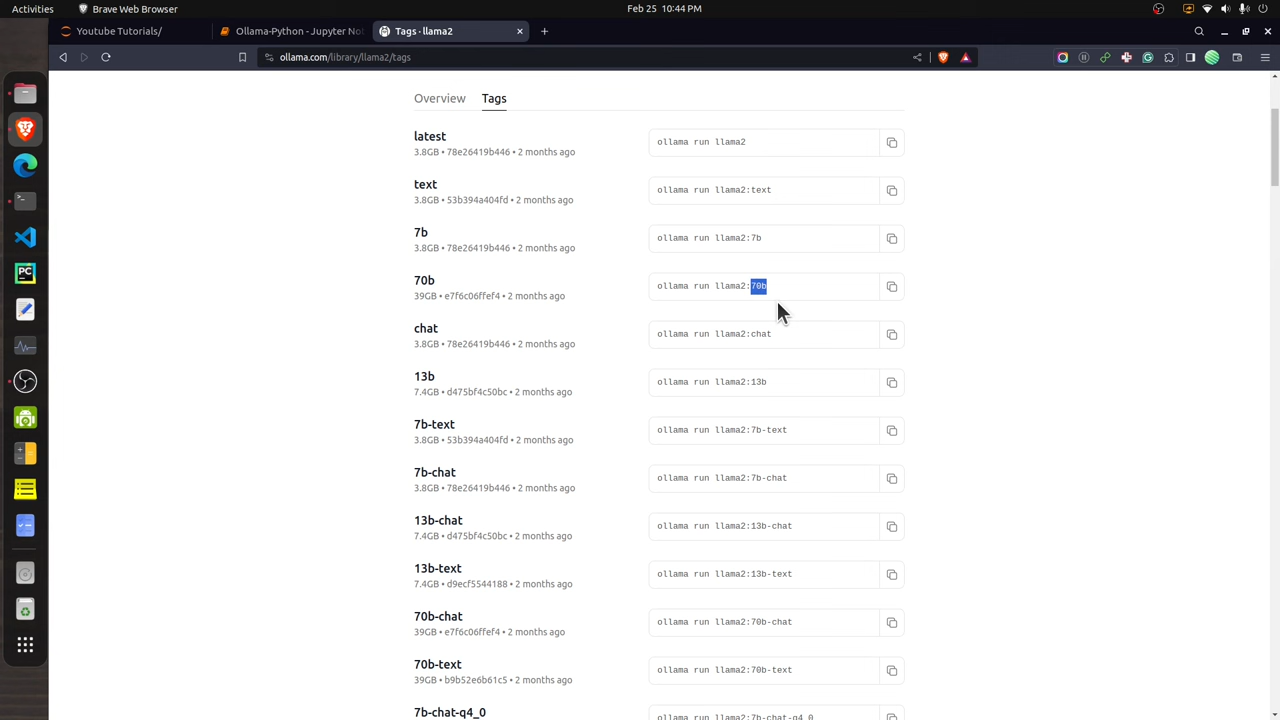 Activities
Brave Web Browser
Feb 25 10:44 PM
Youtube Tutorials/
Ollama-Python - Jupyter No
Tags · llama2
ollama.com/library/llama2/tags
Overview
Tags
latest
3.8GB • 78e26419b446 • 2 months ago
ollama run llama2
text
3.8GB • 53b394a404fd • 2 months ago
ollama run llama2:text
7b
3.8GB • 78e26419b446 • 2 months ago
ollama run llama2:7b
70b
39GB • e7f6c06ffef4 • 2 months ago
ollama run llama2:70b
chat
3.8GB • 78e26419b446 • 2 months ago
ollama run llama2:chat
13b
7.4GB • d475bf4c50bc • 2 months ago
ollama run llama2:13b
7b-text
3.8GB • 53b394a404fd • 2 months ago
ollama run llama2:7b-text
7b-chat
3.8GB • 78e26419b446 • 2 months ago
ollama run llama2:7b-chat
13b-chat
7.4GB • d475bf4c50bc • 2 months ago
ollama run llama2:13b-chat
13b-text
7.4GB • d9ecf5544188 • 2 months ago
ollama run llama2:13b-text
70b-chat
39GB • e7f6c06ffef4 • 2 months ago
ollama run llama2:70b-chat
70b-text
39GB • b9b52e6b61c5 • 2 months ago
ollama run llama2:70b-text
7b-chat-q4_0
ollama run llama2:7b-chat-q4_0